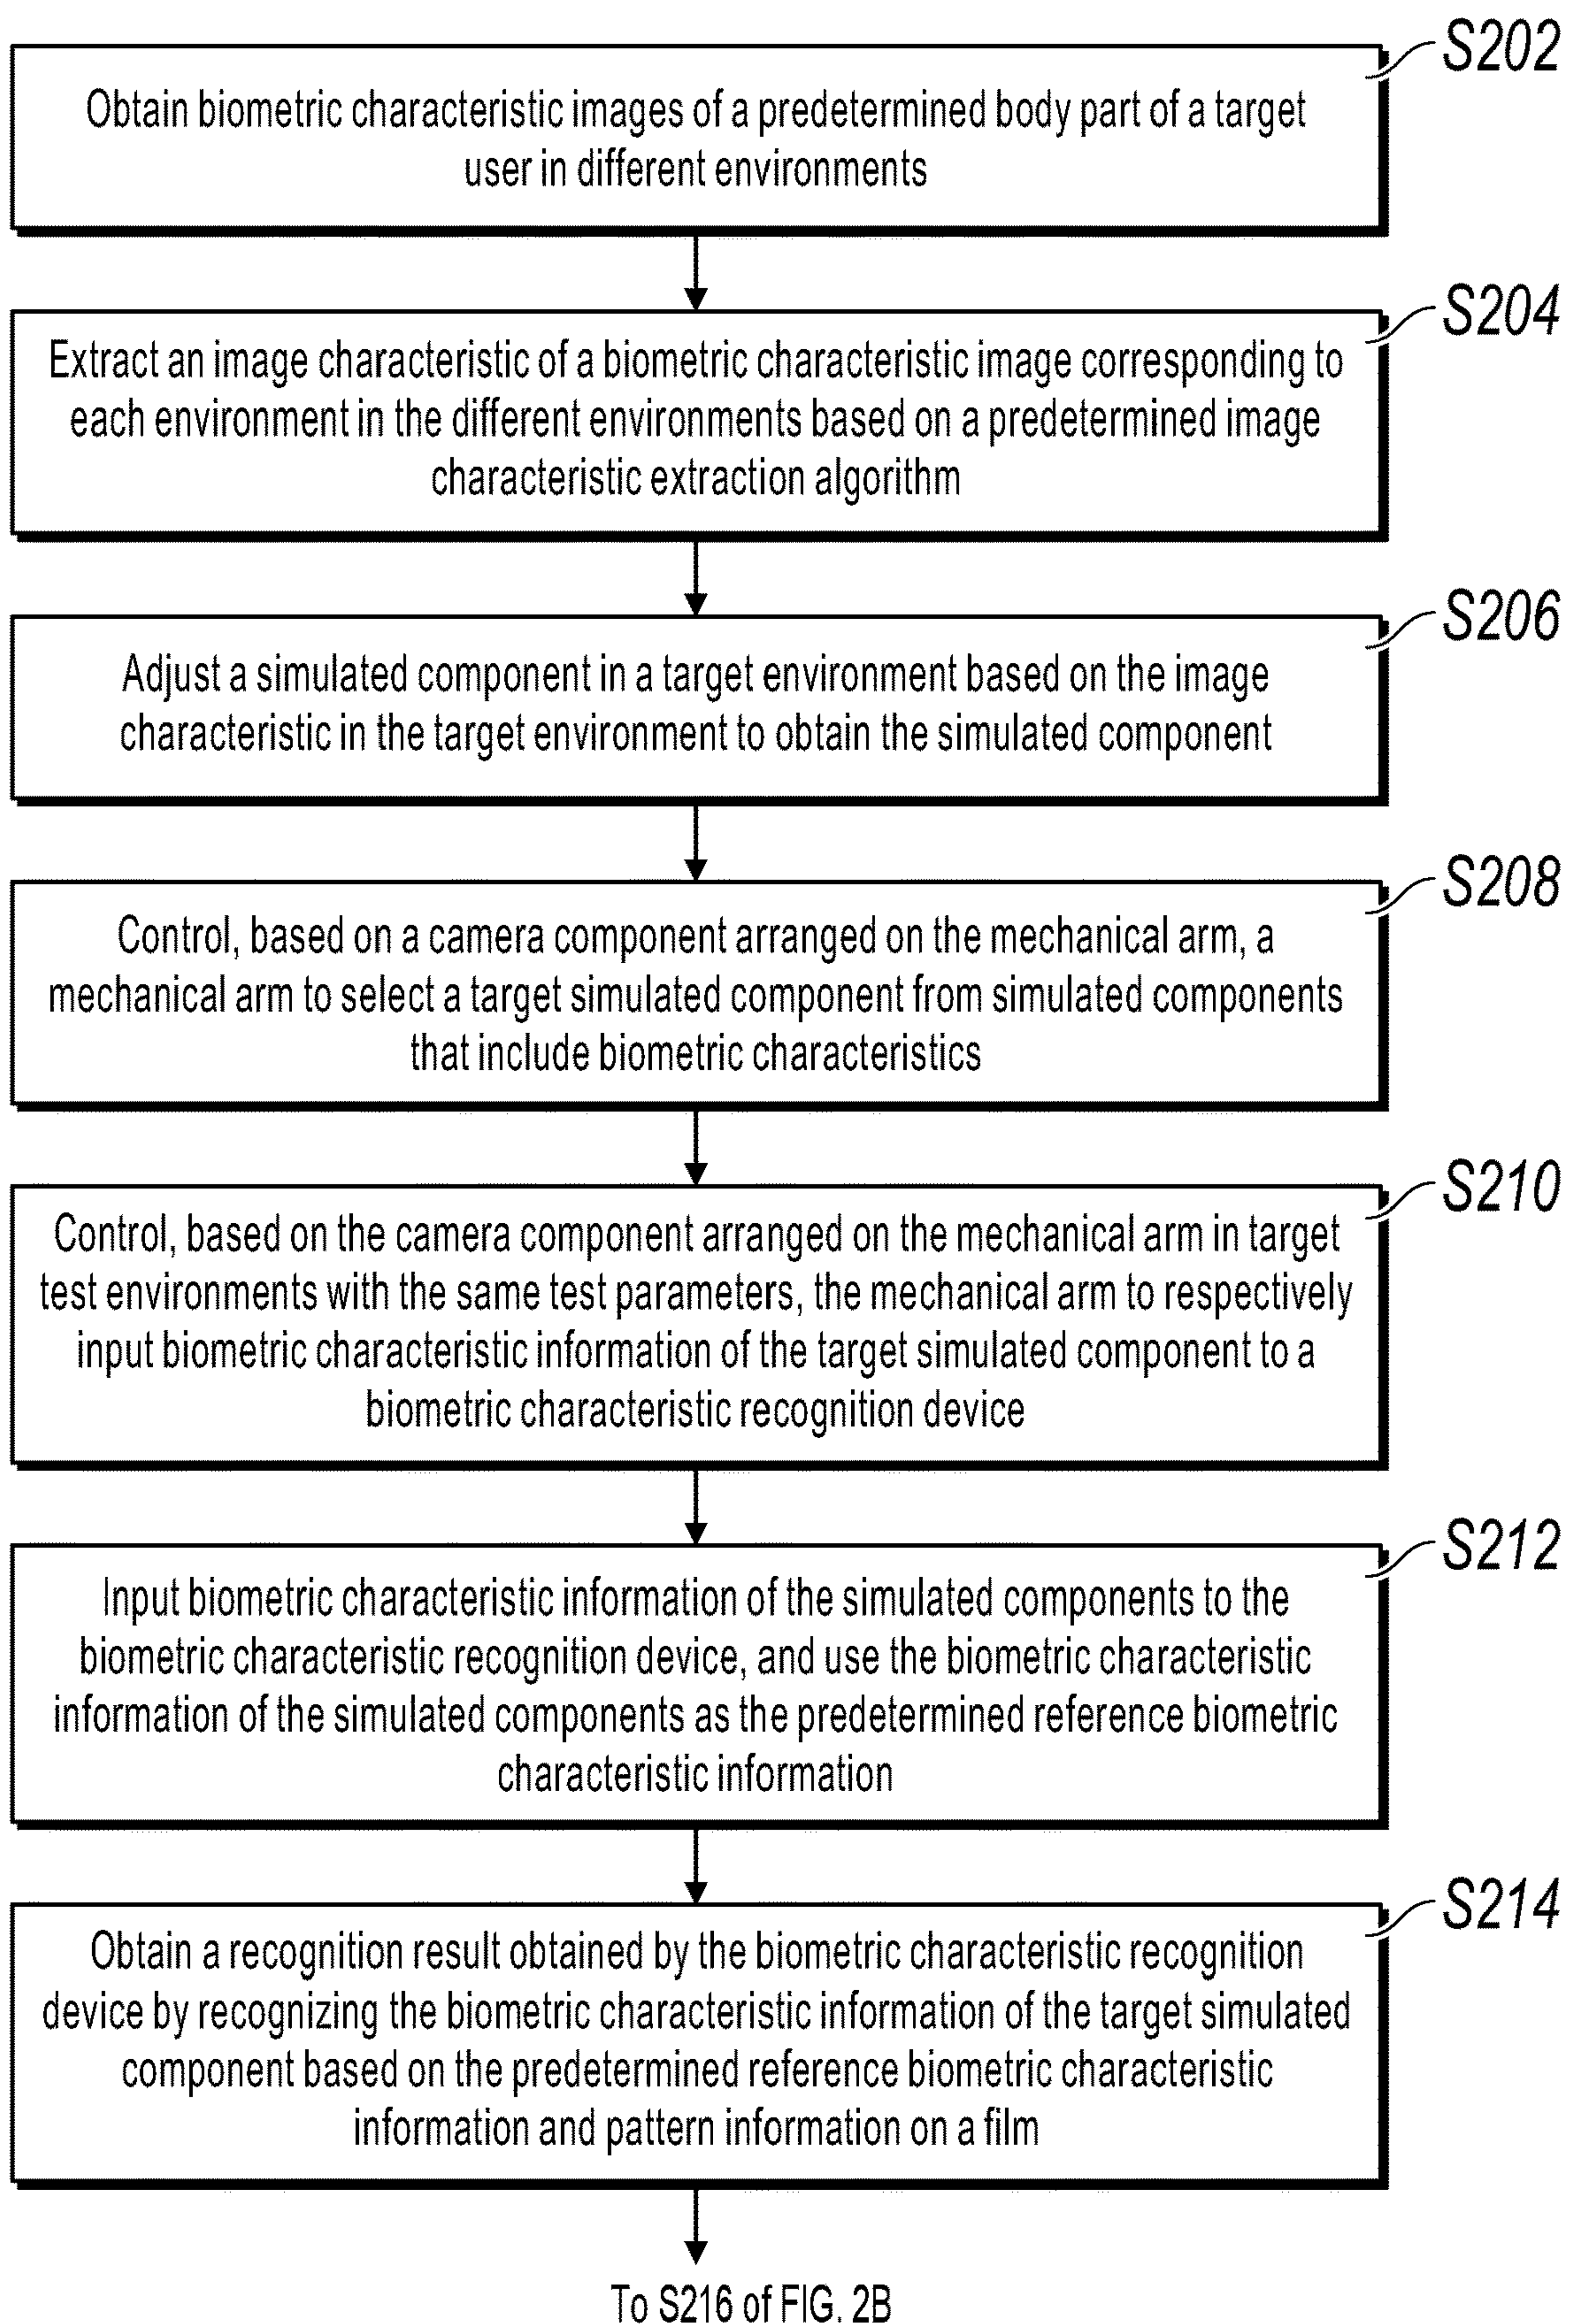 S202
Obtain biometric characteristic images of a predetermined body part of a target
user in different environments
S204
Extract an image characteristic of a biometric characteristic image corresponding to
each environment in the different environments based on a predetermined image
characteristic extraction algorithm
S206
Adjust a simulated component in a target environment based on the image
characteristic in the target environment to obtain the simulated component
S208
Control, based on a camera component arranged on the mechanical arm, a
mechanical arm to select a target simulated component from simulated components
that include biometric characteristics
S210
Control, based on the camera component arranged on the mechanical arm in target
test environments with the same test parameters, the mechanical arm to respectively
input biometric characteristic information of the target simulated component to a
biometric characteristic recognition device
S212
Input biometric characteristic information of the simulated components to the
biometric characteristic recognition device, and use the biometric characteristic
information of the simulated components as the predetermined reference biometric
characteristic information
S214
Obtain a recognition result obtained by the biometric characteristic recognition
device by recognizing the biometric characteristic information of the target simulated
component based on the predetermined reference biometric characteristic
information and pattern information on a film
To S216 of FIG. 2B